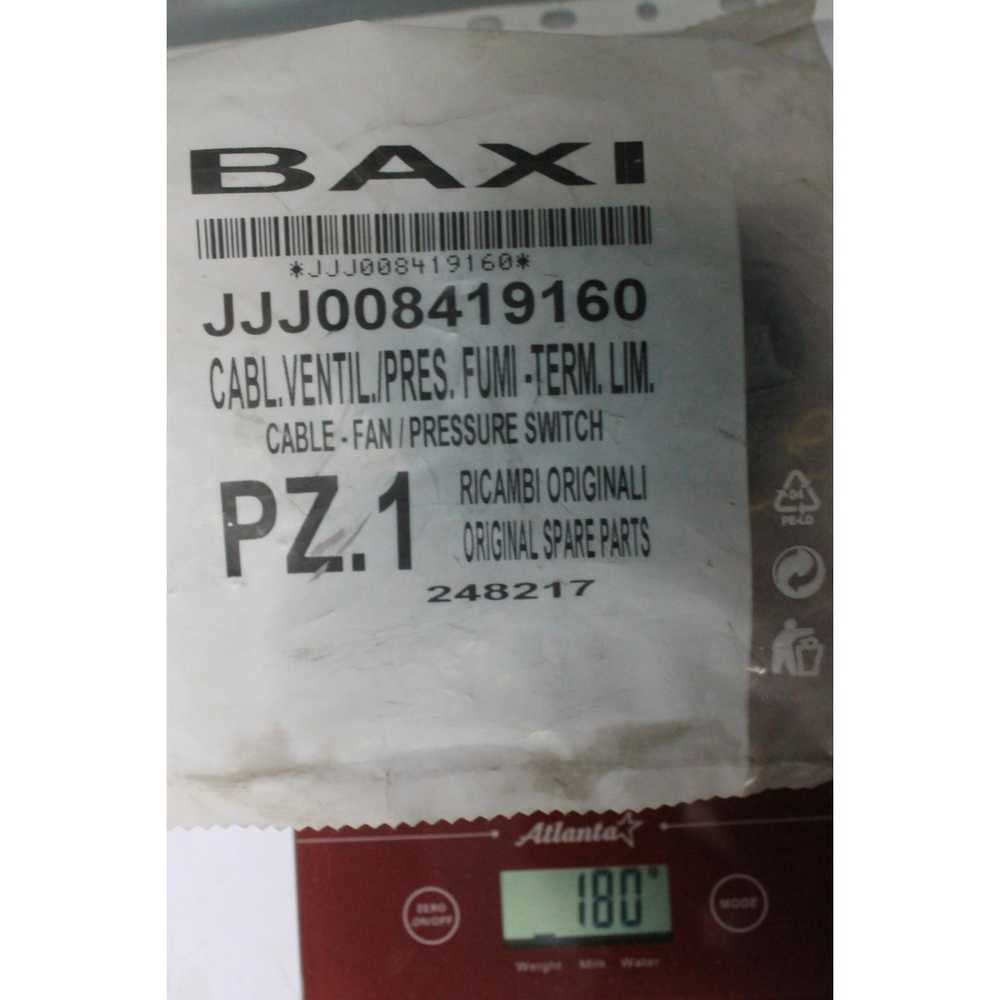 BAXI
*JJJ008419160*
JJJ008419160
CABL.VENTIL./PRES. FUMI -TERM. LIM.
CABLE - FAN / PRESSURE SWITCH
PZ.1
RICAMBI ORIGINALI
ORIGINAL SPARE PARTS
248217
04
PE-LD
Atlanta
ZERO
ON/OFF
180
MODE
Weight Milk Water